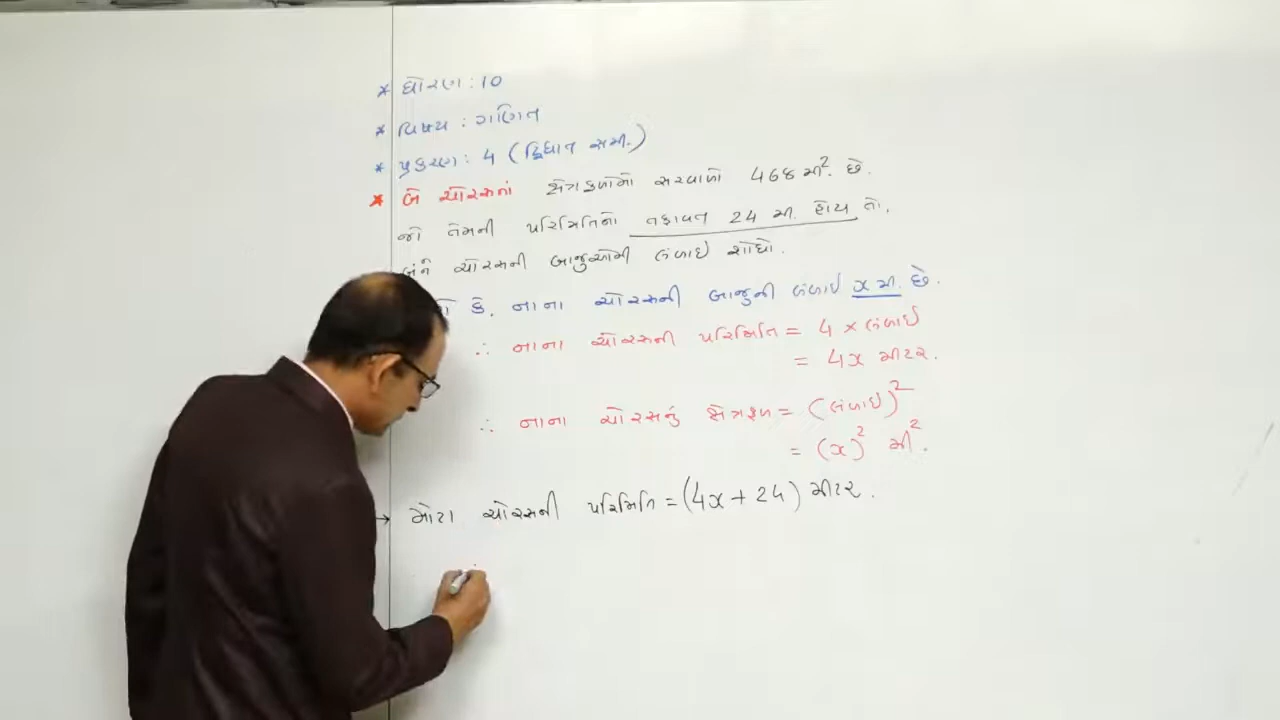 * ધોરણ : 10
* વિષય : ગણિત
* પ્રકરણ : 4 ( દ્વિઘાત સમી. )
* બે ચોરસનાં ક્ષેત્રફળોનો સરવાળો 468 મી². છે.
જો તેમની પરિમિતિનો તફાવત 24 મી. હોય તો,
બંને ચોરસની બાજુઓની લંબાઈ શોધો.
કે, નાના ચોરસની બાજુની લંબાઈ x મી. છે.
∴ નાના ચોરસની પરિમિતિ = 4 × લંબાઈ
= 4x મીટર.
∴ નાના ચોરસનું ક્ષેત્રફળ = (લંબાઈ)²
= (x)² મી².
→ મોટા ચોરસની પરિમિતિ = (4x + 24) મીટર.